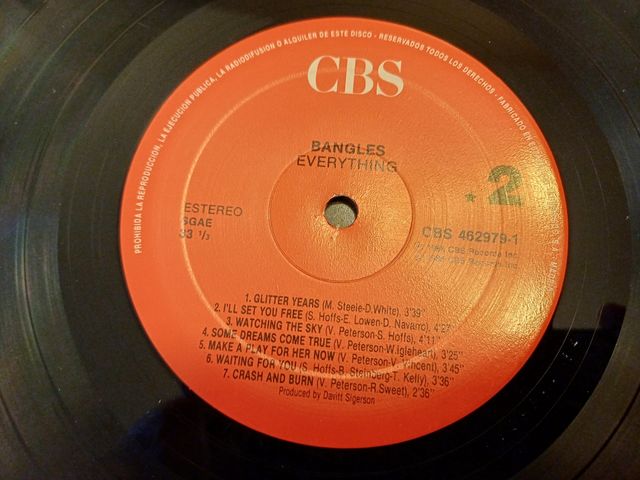 PROHIBIDA LA REPRODUCCION, LA EJECUCION PUBLICA, LA RADIODIFUSION O ALQUILER DE ESTE DISCO - RESERVADOS TODOS LOS DERECHOS - FABRICADO EN
CBS
BANGLES
EVERYTHING
2
ESTEREO
SGAE
33 1/3
CBS 462979-1
1. GLITTER YEARS (M. Steele-D.White), 3'39"
2. I'LL SET YOU FREE (S. Hoffs-E. Lowen-D. Navarro), 4'27"
3. WATCHING THE SKY (V. Peterson-S. Hoffs), 4'11"
4. SOME DREAMS COME TRUE (V. Peterson-W.Igleheart), 3'25"
5. MAKE A PLAY FOR HER NOW (V. Peterson-V. Vincent), 3'45"
6. WAITING FOR YOU (S. Hoffs-R. Steinberg-T. Kelly), 3'36"
7. CRASH AND BURN (V. Peterson-R.Sweet), 2'36"
Produced by Davitt Sigerson